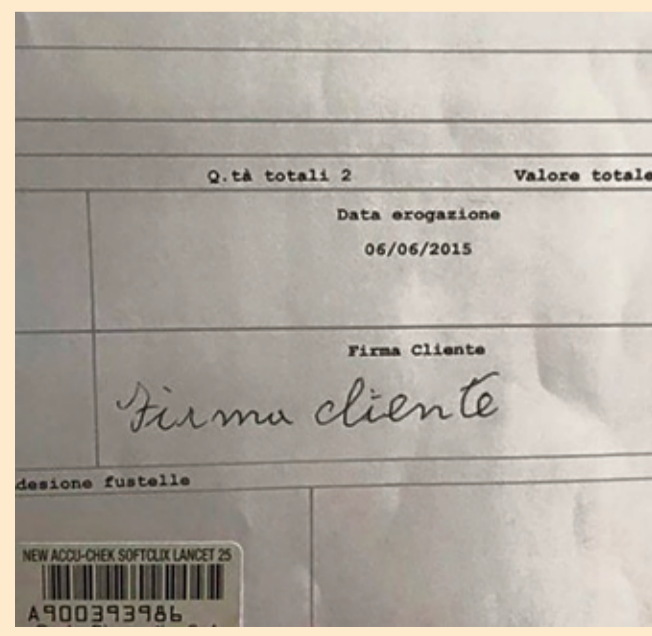 Q.tà totali 2 Valore totale
Data erogazione
06/06/2015
Firma Cliente
Firma cliente
desione fustelle
NEW ACCU-CHEK SOFTCLIX LANCET 25
A900393986